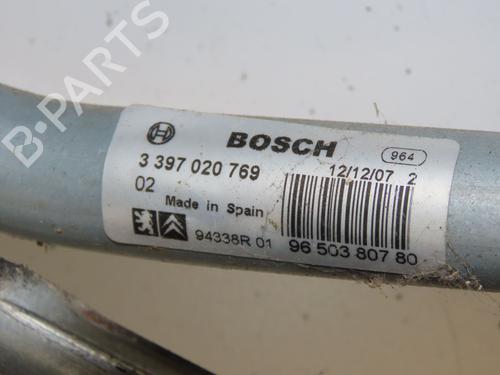 B-PARTS
BOSCH
964
3 397 020 769
12/12/07 2
02
Made in Spain
94338R 01
96 503 807 80